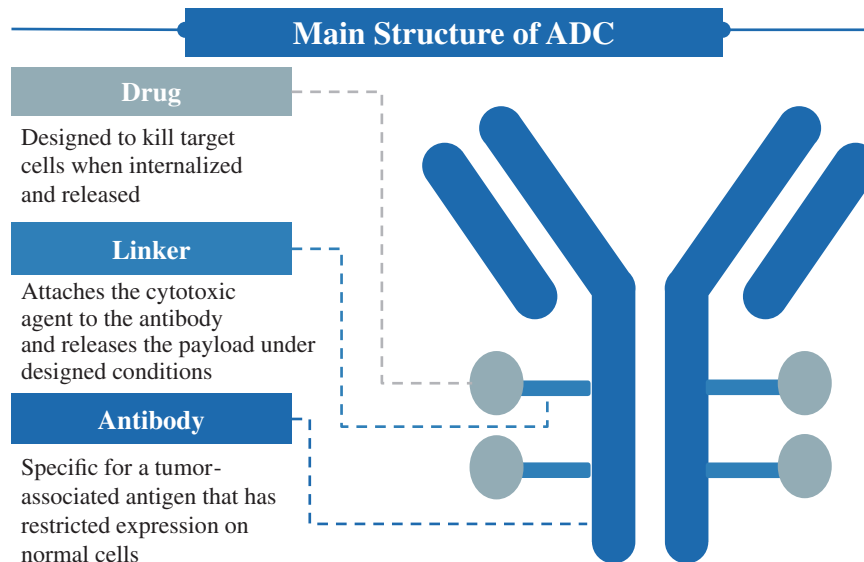 Main Structure of ADC
Drug
Designed to kill target
cells when internalized
and released
Linker
Attaches the cytotoxic
agent to the antibody
and releases the payload under
designed conditions
Antibody
Specific for a tumor-
associated antigen that has
restricted expression on
normal cells